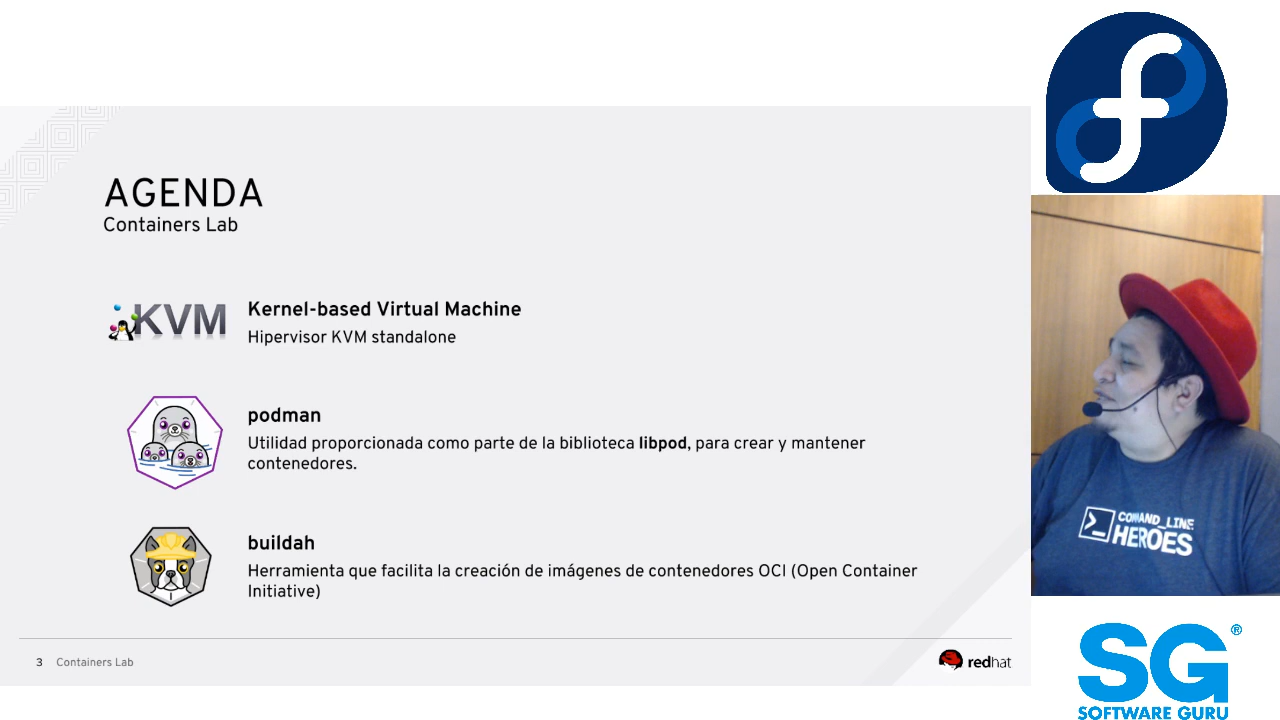 AGENDA
Containers Lab
KVM
Kernel-based Virtual Machine
Hipervisor KVM standalone
podman
Utilidad proporcionada como parte de la biblioteca libpod, para crear y mantener
contenedores.
buildah
Herramienta que facilita la creación de imágenes de contenedores OCI (Open Container
Initiative)
3 Containers Lab
redhat
>_ COMMAND_LINE
HEROES
SG®
SOFTWARE GURU